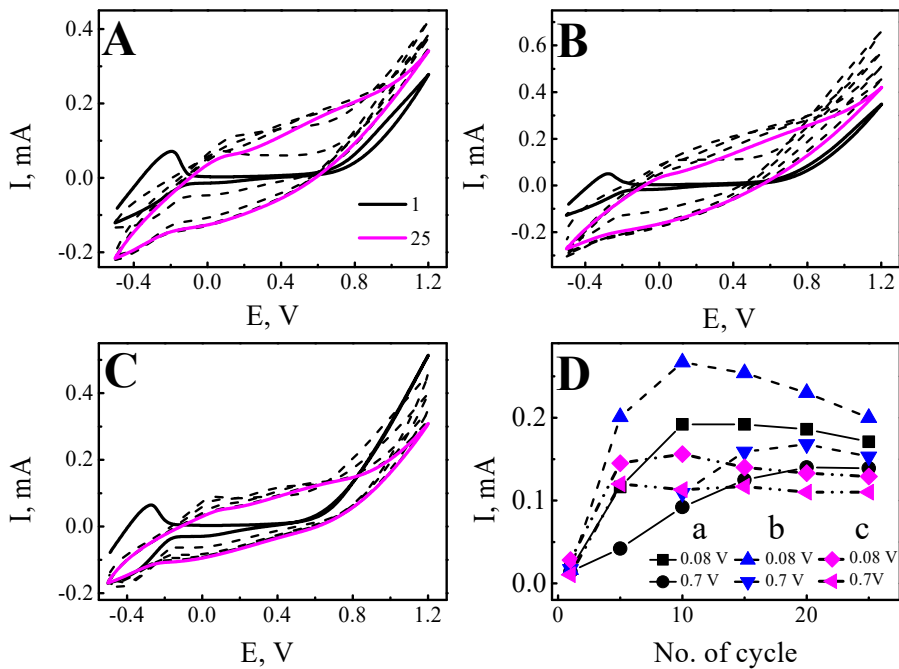 A
I, mA
0.4
0.2
0.0
-0.2
1
25
-0.4 0.0 0.4 0.8 1.2
E, V
B
I, mA
0.6
0.4
0.2
0.0
-0.2
-0.4 0.0 0.4 0.8 1.2
E, V
C
I, mA
0.4
0.2
0.0
-0.2
-0.4 0.0 0.4 0.8 1.2
E, V
D
I, mA
0.2
0.1
0.0
a b c
0.08 V 0.08 V 0.08 V
0.7 V 0.7 V 0.7V
0 10 20
No. of cycle